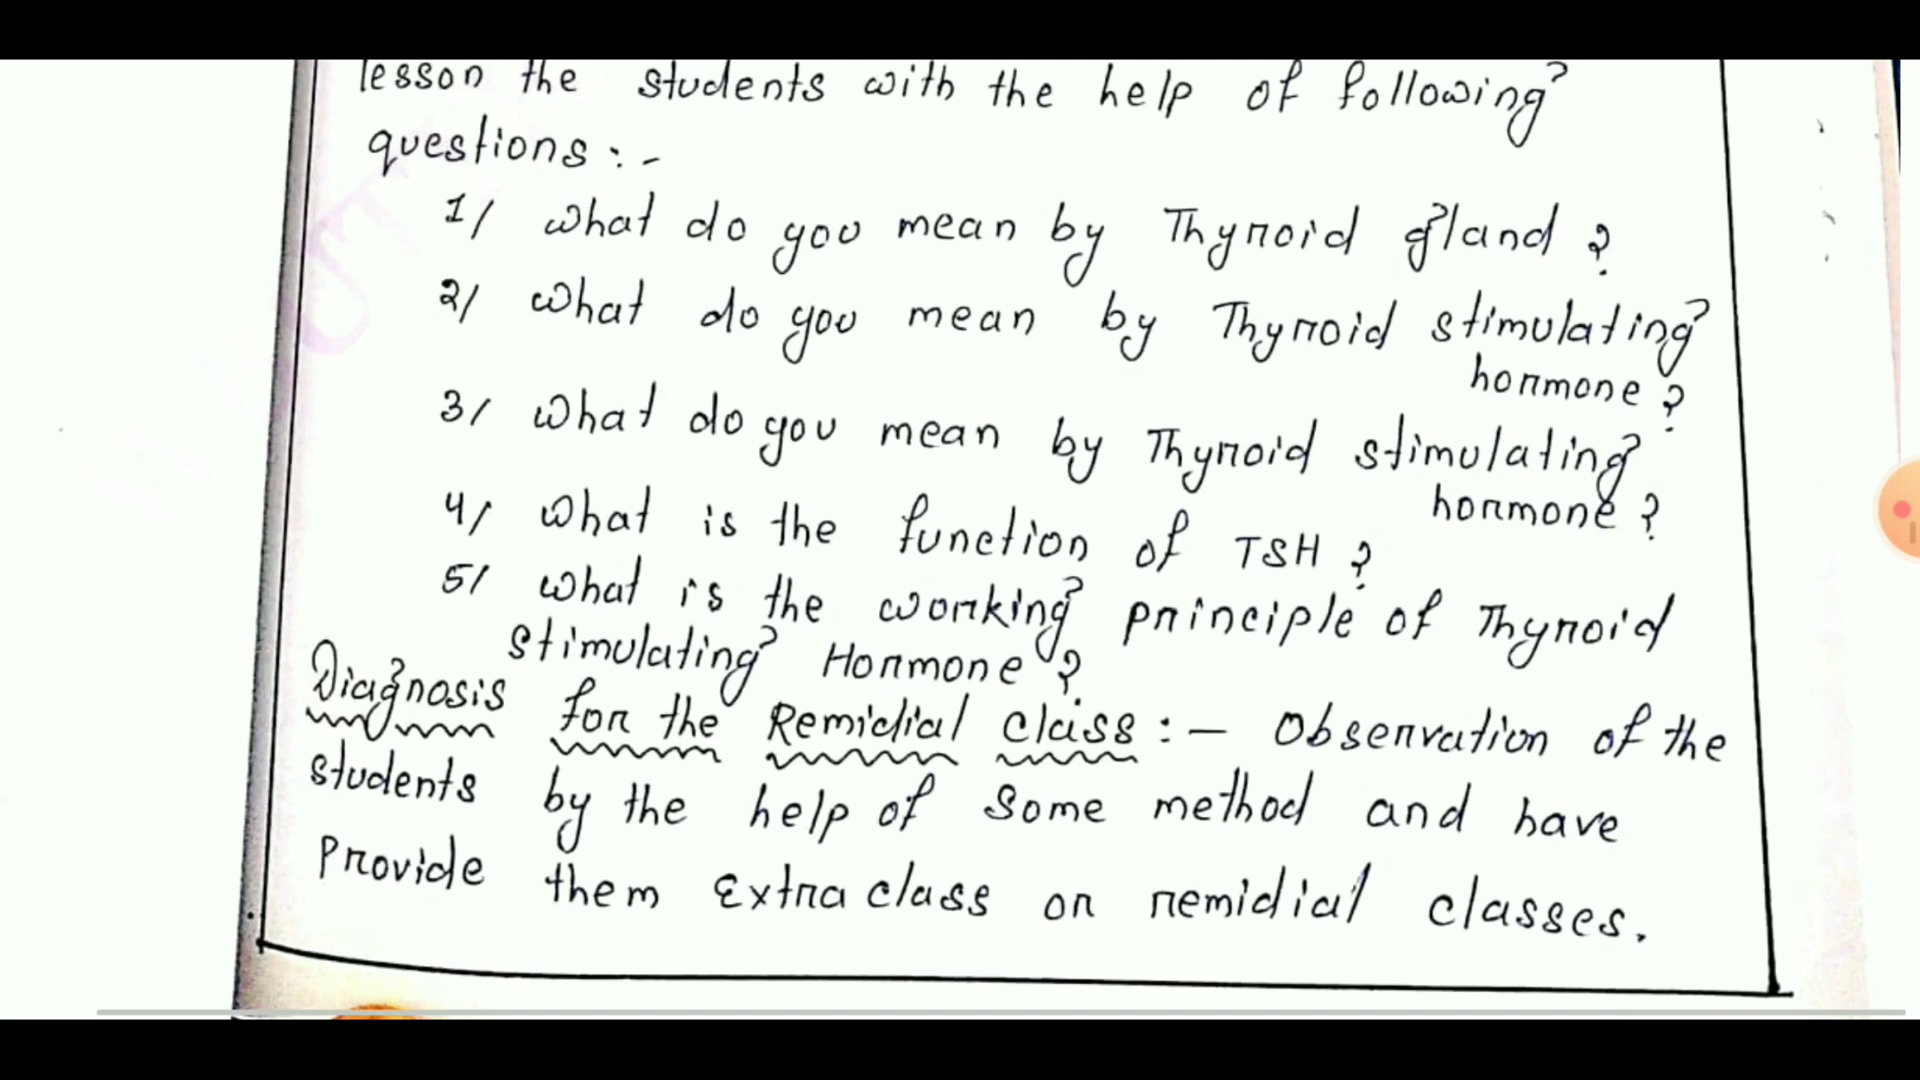 lesson the students with the help of following
questions :-
1/ What do you mean by Thyroid gland ?
2/ What do you mean by Thyroid stimulating
hormone ?
3/ What do you mean by Thyroid stimulating
hormone ?
4/ What is the function of TSH ?
5/ What is the working principle of Thyroid
stimulating Hormone ?
Diagnosis for the Remidial class :- Observation of the
students by the help of some method and have
provide them Extra class or remidial classes.